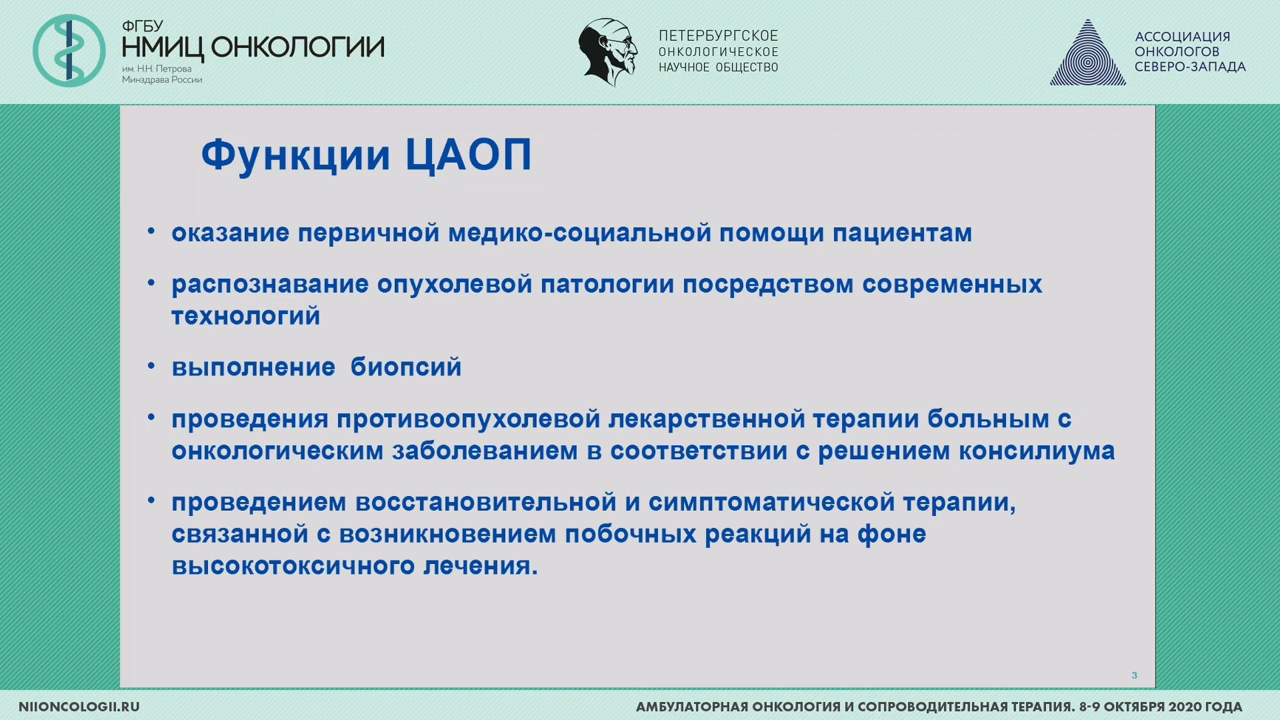 ФГБУ
НМИЦ ОНКОЛОГИИ
им. Н.Н. Петрова
Минздрава России
ПЕТЕРБУРГСКОЕ
ОНКОЛОГИЧЕСКОЕ
НАУЧНОЕ ОБЩЕСТВО
АССОЦИАЦИЯ
ОНКОЛОГОВ
СЕВЕРО-ЗАПАДА
Функции ЦАОП
• оказание первичной медико-социальной помощи пациентам
• распознавание опухолевой патологии посредством современных
технологий
• выполнение биопсий
• проведения противоопухолевой лекарственной терапии больным с
онкологическим заболеванием в соответствии с решением консилиума
• проведением восстановительной и симптоматической терапии,
связанной с возникновением побочных реакций на фоне
высокотоксичного лечения.
3
NIIONCOLOGII.RU
АМБУЛАТОРНАЯ ОНКОЛОГИЯ И СОПРОВОДИТЕЛЬНАЯ ТЕРАПИЯ. 8-9 ОКТЯБРЯ 2020 ГОДА